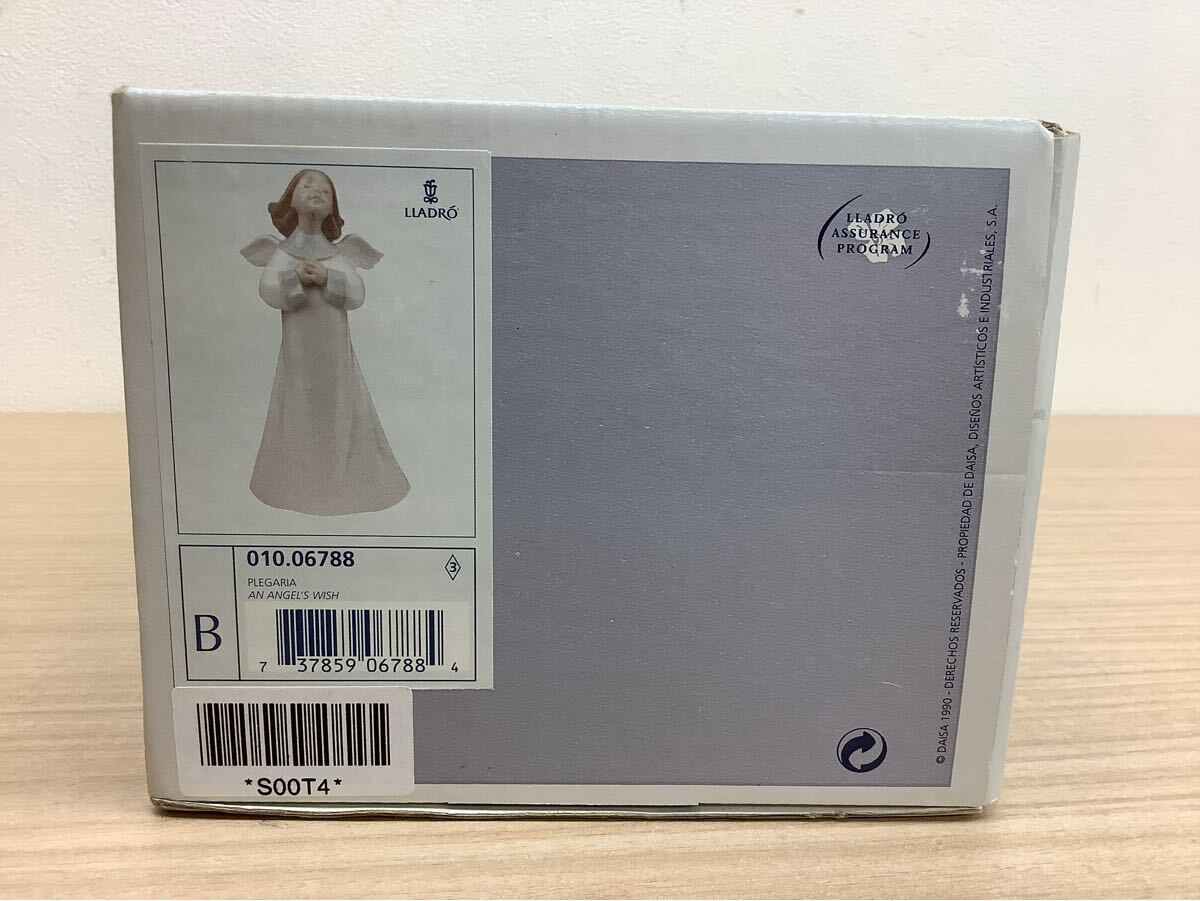 LLADRÓ
010.06788
3
PLEGARIA
AN ANGEL'S WISH
B
7 37859 06788 4
*S00T4*
LLADRÓ
ASSURANCE
PROGRAM
© DAISA 1990 - DERECHOS RESERVADOS - PROPIEDAD DE DAISA, DISEÑOS ARTÍSTICOS E INDUSTRIALES, S.A.